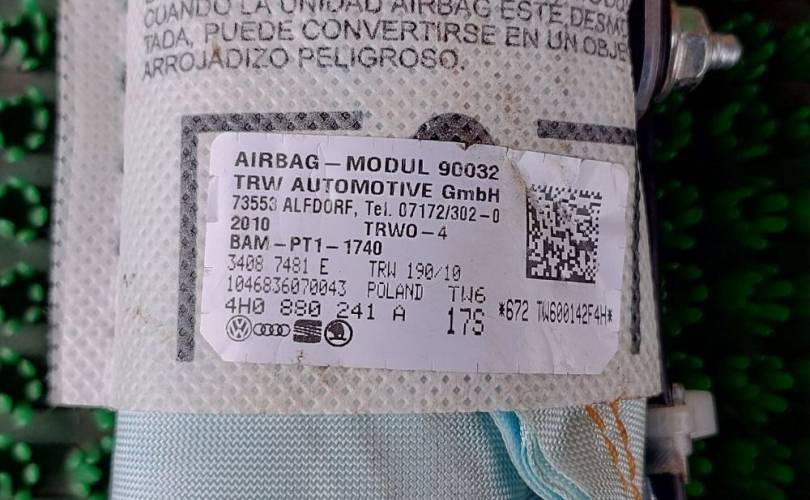 CUANDO LA UNIDAD AIRBAG ESTÉ DESMON
TADA, PUEDE CONVERTIRSE EN UN OBJE
ARROJADIZO PELIGROSO.
AIRBAG-MODUL 90032
TRW AUTOMOTIVE GmbH
73553 ALFDORF, Tel. 07172/302-0
2010 TRWO-4
BAM-PT1-1740
3408 7481 E TRW 190/10
1046836070043 POLAND TW6
4H0 880 241 A 17S *672 TW600142F4H*